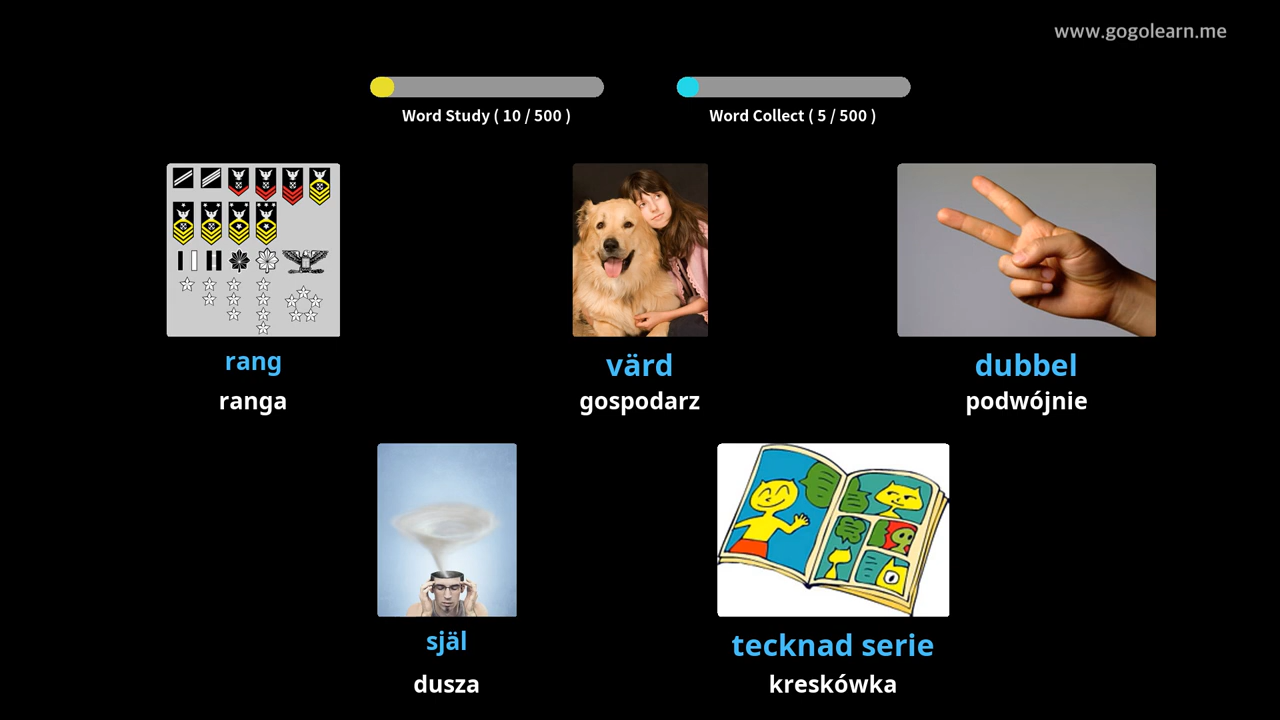 www.gogolearn.me
Word Study ( 10 / 500 )
Word Collect ( 5 / 500 )
rang
värd
dubbel
ranga
gospodarz
podwójnie
själ
tecknad serie
dusza
kreskówka